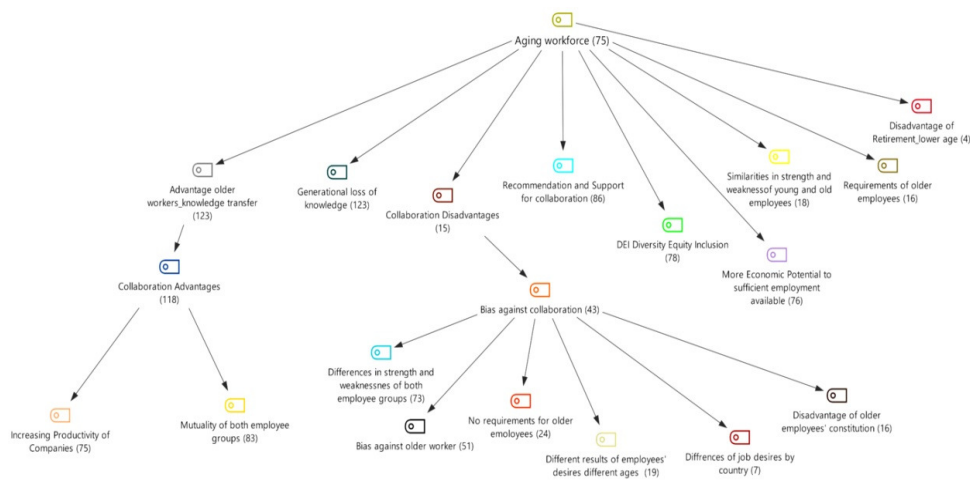 Aging workforce (75)
Disadvantage of
Retirement_lower age (4)
Advantage older
workers_knowledge transfer
(123)
Generational loss of
knowledge (123)
Collaboration Disadvantages
(15)
Recommendation and Support
for collaboration (86)
DEI Diversity Equity Inclusion
(78)
More Economic Potential to
sufficient employment
available (76)
Similarities in strength and
weaknessof young and old
employees (18)
Requirements of older
employees (16)
Collaboration Advantages
(118)
Bias against collaboration (43)
Increasing Productivity of
Companies (75)
Mutuality of both employee
groups (83)
Differences in strength and
weaknessnes of both
employee groups (73)
Bias against older worker (51)
No requirements for older
emoloyees (24)
Different results of employees'
desires different ages (19)
Diffrences of job desires by
country (7)
Disadvantage of older
employees' constitution (16)